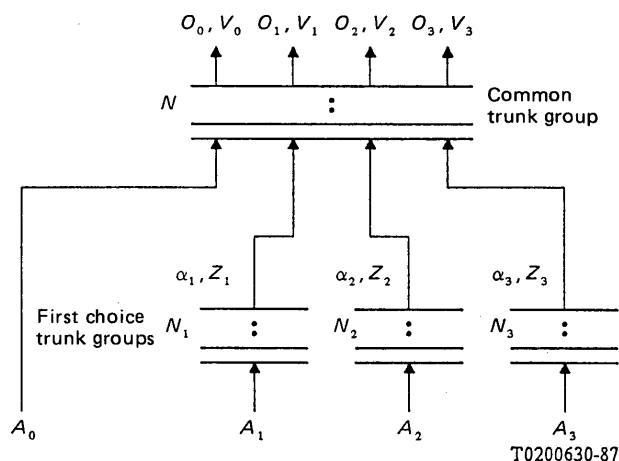 O₀, V₀ O₁, V₁ O₂, V₂ O₃, V₃
N
Common
trunk group
α₁, Z₁ α₂, Z₂ α₃, Z₃
First choice
trunk groups
N₁ N₂ N₃
A₀ A₁ A₂ A₃
T0200630-87